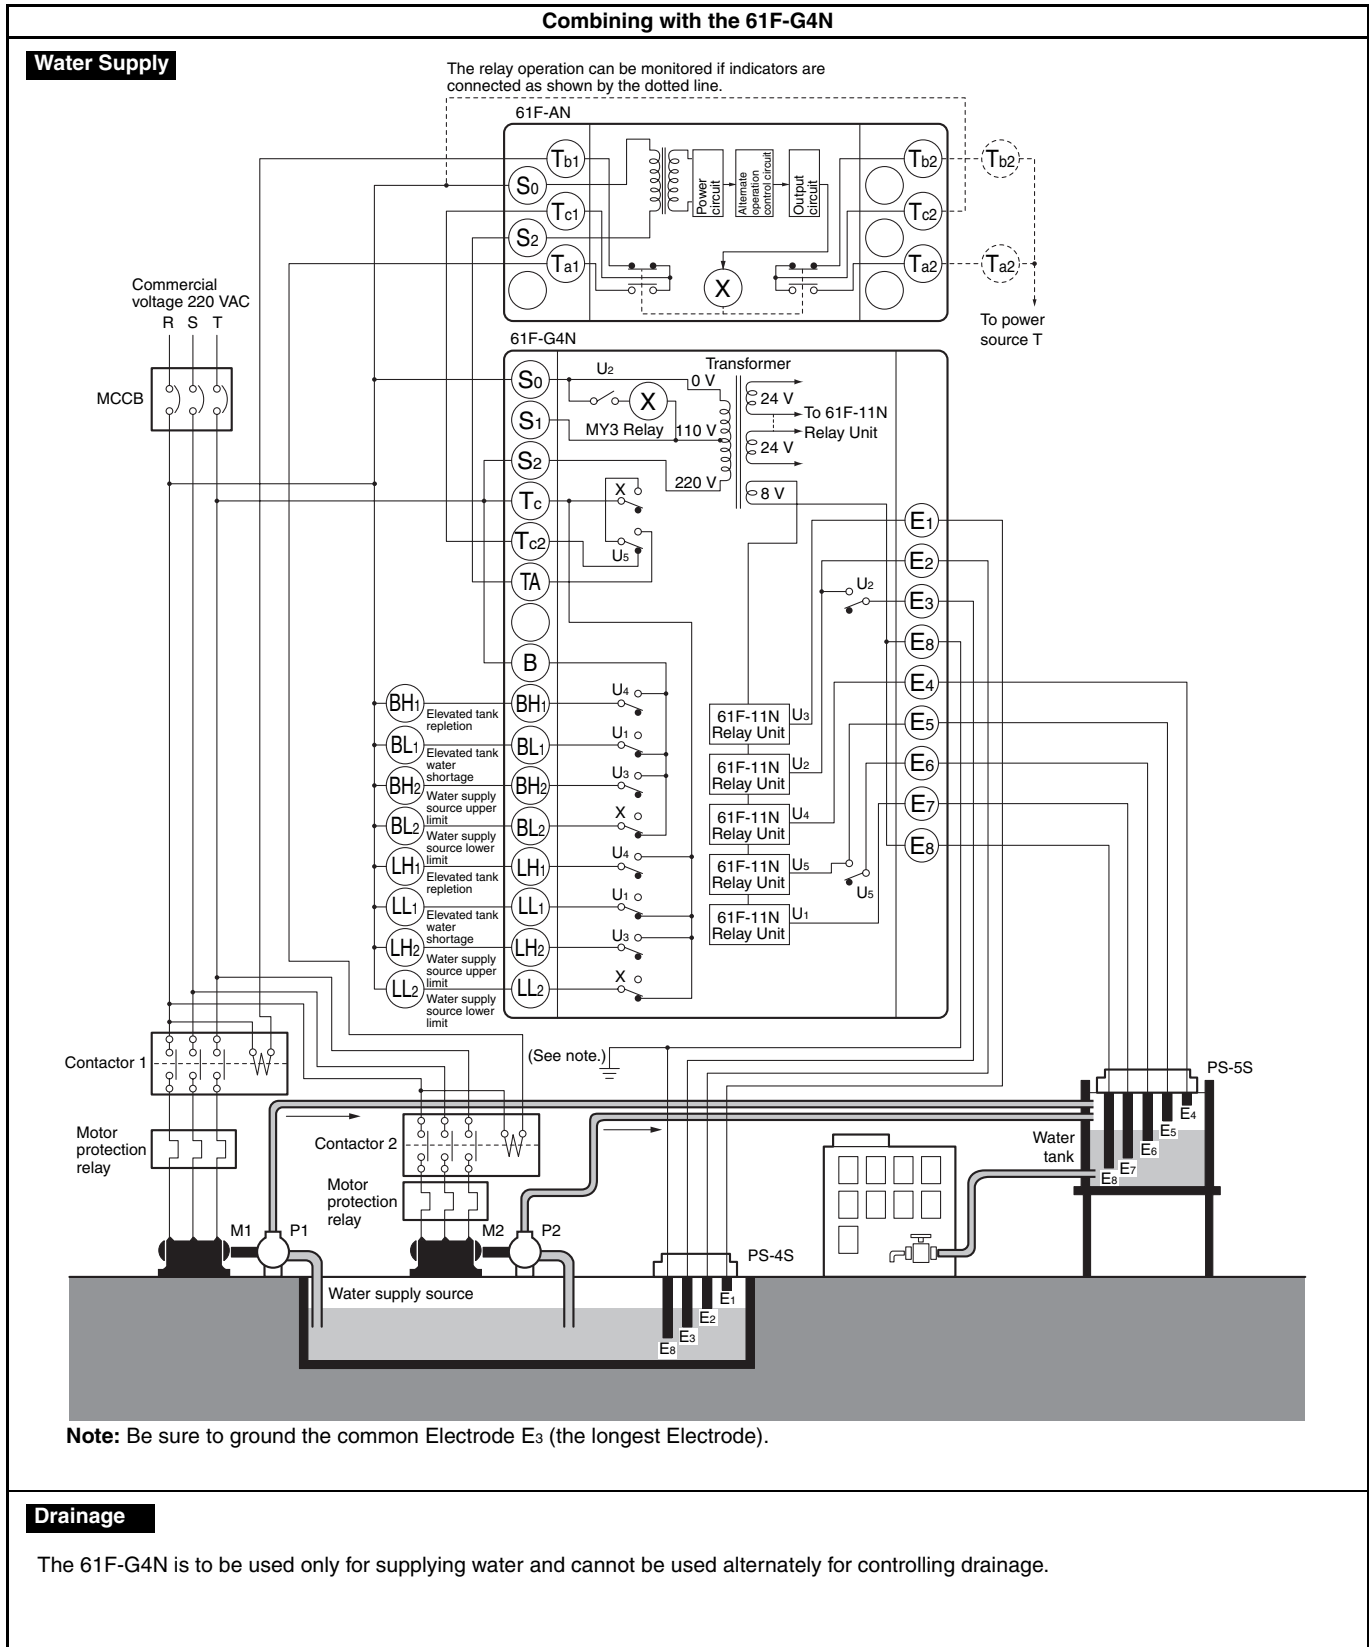 Combining with the 61F-G4N
Water Supply
The relay operation can be monitored if indicators are
connected as shown by the dotted line.
61F-AN
Tb1
S0
Tc1
S2
Ta1
Power
circuit
Alternate
operation
control circuit
Output
circuit
X
Tb2
Tc2
Ta2
Tb2
Ta2
To power
source T
Commercial
voltage 220 VAC
R S T
MCCB
61F-G4N
S0
S1
S2
Tc
Tc2
TA
B
U2
X
MY3 Relay
Transformer
0 V
110 V
220 V
24 V
24 V
8 V
To 61F-11N
Relay Unit
X
U5
E1
E2
U2
E3
E8
E4
E5
E6
E7
E8
BH1
Elevated tank
repletion
BH1
U4
BL1
Elevated tank
water
shortage
BL1
U1
BH2
Water supply
source upper
limit
BH2
U3
BL2
Water supply
source lower
limit
BL2
X
LH1
Elevated tank
repletion
LH1
U4
LL1
Elevated tank
water
shortage
LL1
U1
LH2
Water supply
source upper
limit
LH2
U3
LL2
Water supply
source lower
limit
LL2
X
61F-11N
Relay Unit
U3
61F-11N
Relay Unit
U2
61F-11N
Relay Unit
U4
61F-11N
Relay Unit
U5
U5
61F-11N
Relay Unit
U1
(See note.)
Contactor 1
Motor
protection
relay
Contactor 2
Motor
protection
relay
M1
P1
M2
P2
PS-4S
PS-5S
Water
tank
E4
E5
E6
E7
E8
Water supply source
E1
E2
E3
E8
Note: Be sure to ground the common Electrode E3 (the longest Electrode).
Drainage
The 61F-G4N is to be used only for supplying water and cannot be used alternately for controlling drainage.